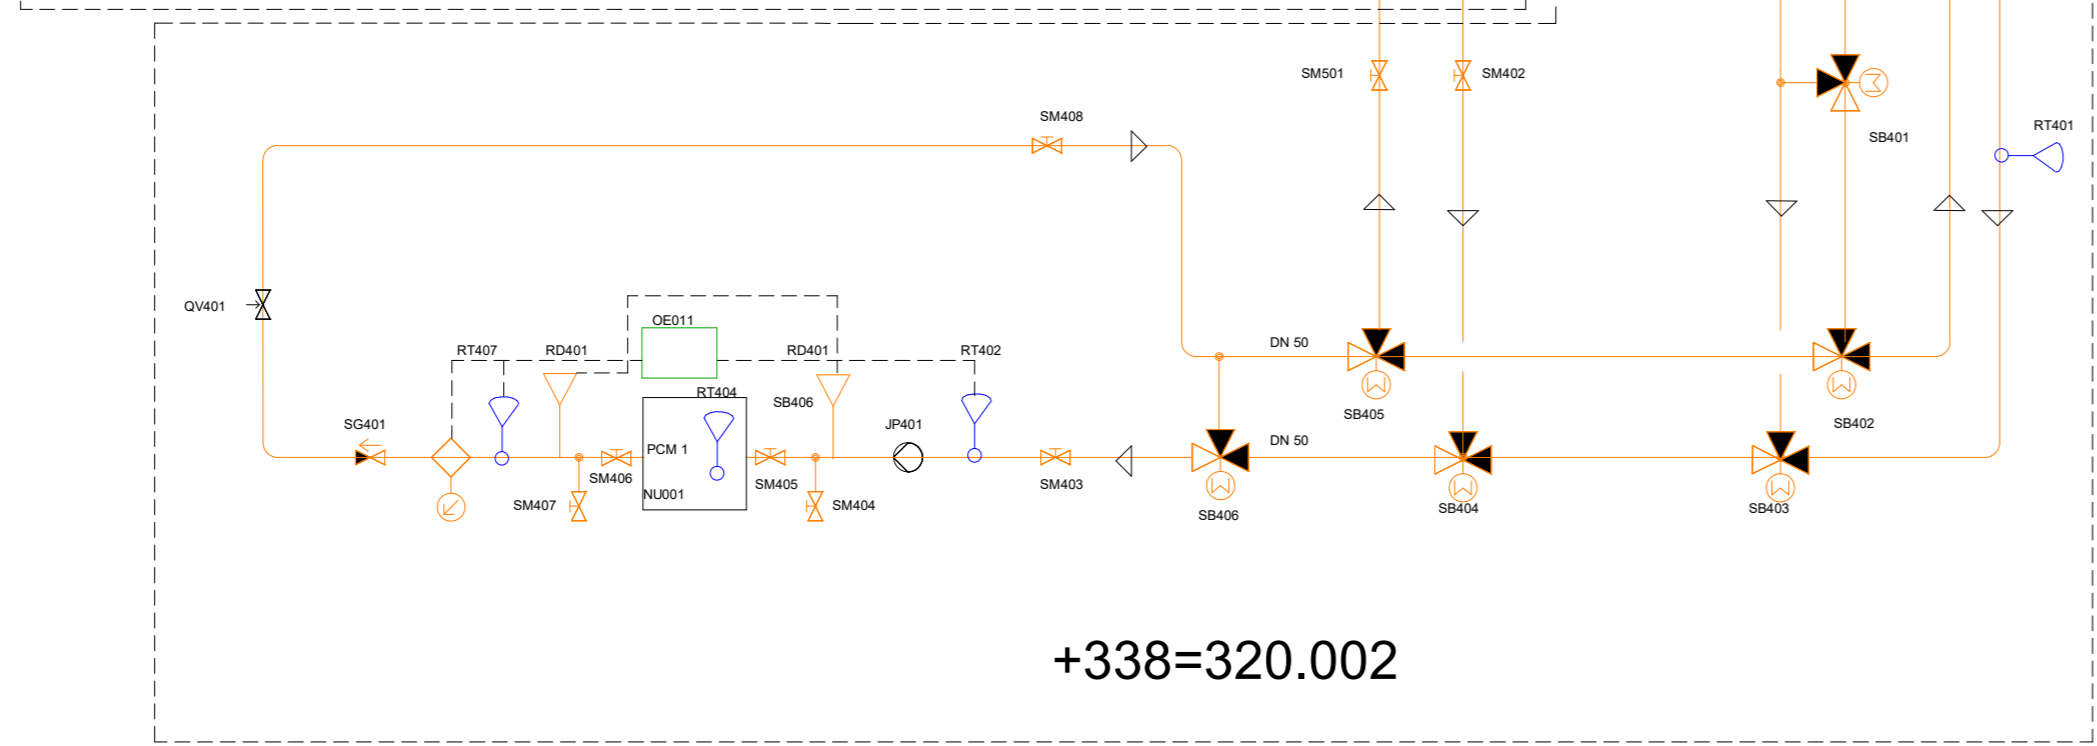 SM501
SM402
SM408
SB401
RT401
QV401
OE011
DN 50
RT407
RD401
RD401
RT402
RT404
SB406
SB405
SB402
SG401
JP401
DN 50
PCM 1
SM406
SM405
SM403
NU001
SM407
SM404
SB406
SB404
SB403
+338=320.002